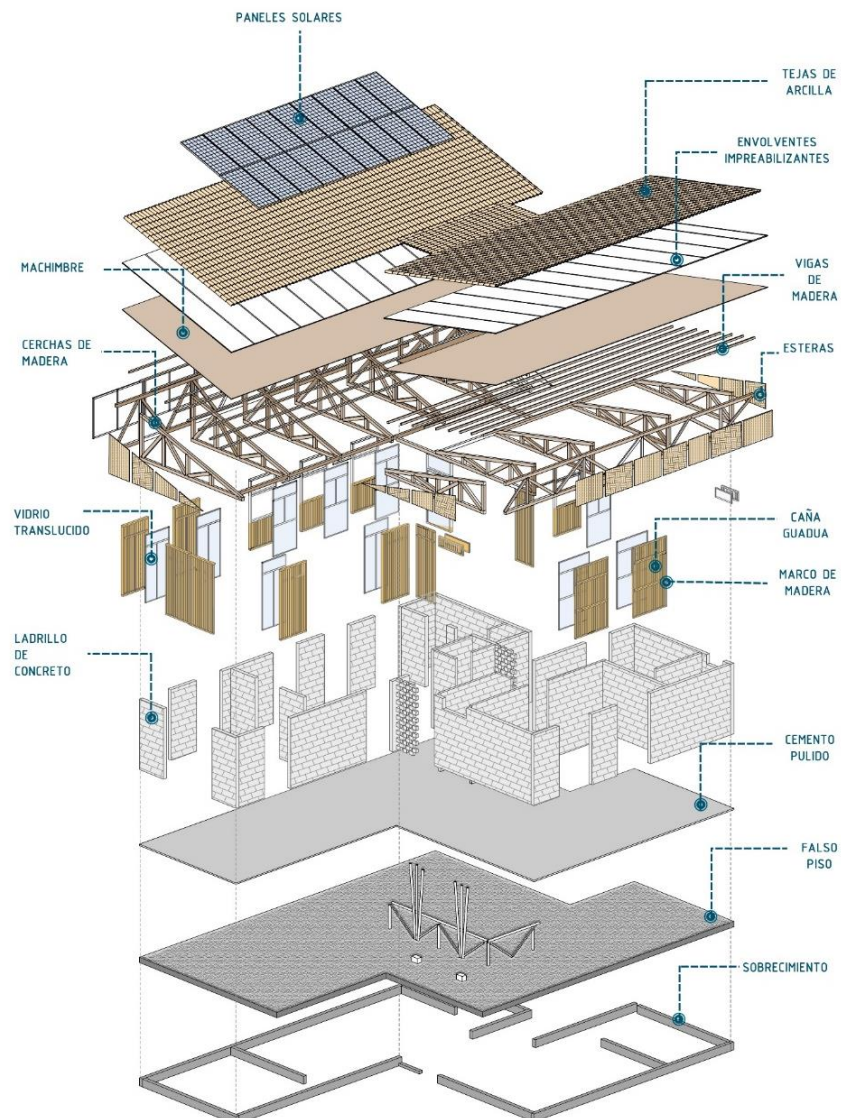 PANELES SOLARES
TEJAS DE
ARCILLA
ENVOLVENTES
IMPREABILIZANTES
MACHIMBRE
VIGAS
DE
MADERA
CERCHAS DE
MADERA
ESTERAS
VIDRIO
TRANSLUCIDO
CAÑA
GUADUA
MARCO DE
MADERA
LADRILLO
DE
CONCRETO
CEMENTO
PULIDO
FALSO
PISO
SOBRECIMIENTO